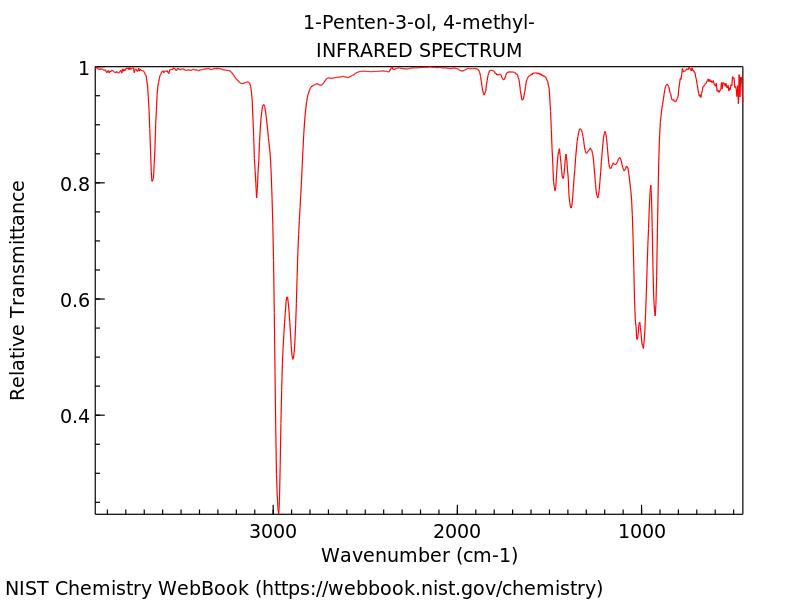 1-Penten-3-ol, 4-methyl-
INFRARED SPECTRUM
1
0.8
0.6
0.4
Relative Transmittance
3000 2000 1000
Wavenumber (cm-1)
NIST Chemistry WebBook (https://webbook.nist.gov/chemistry)